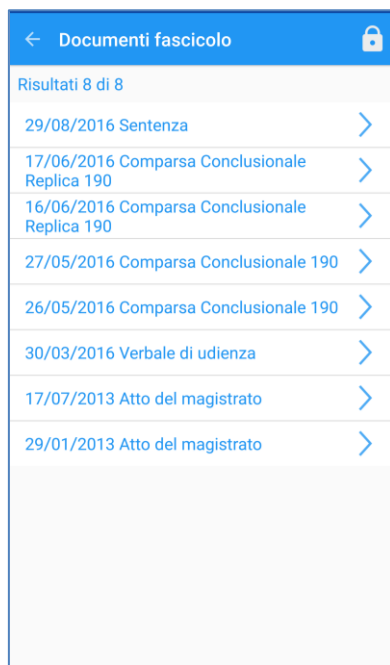 Documenti fascicolo
Risultati 8 di 8
29/08/2016 Sentenza
17/06/2016 Comparsa Conclusionale
Replica 190
16/06/2016 Comparsa Conclusionale
Replica 190
27/05/2016 Comparsa Conclusionale 190
26/05/2016 Comparsa Conclusionale 190
30/03/2016 Verbale di udienza
17/07/2013 Atto del magistrato
29/01/2013 Atto del magistrato